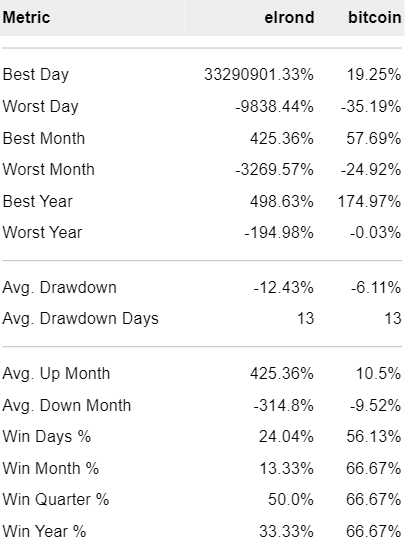 Metric elrond bitcoin
Best Day 33290901.33% 19.25%
Worst Day -9838.44% -35.19%
Best Month 425.36% 57.69%
Worst Month -3269.57% -24.92%
Best Year 498.63% 174.97%
Worst Year -194.98% -0.03%
Avg. Drawdown -12.43% -6.11%
Avg. Drawdown Days 13 13
Avg. Up Month 425.36% 10.5%
Avg. Down Month -314.8% -9.52%
Win Days % 24.04% 56.13%
Win Month % 13.33% 66.67%
Win Quarter % 50.0% 66.67%
Win Year % 33.33% 66.67%